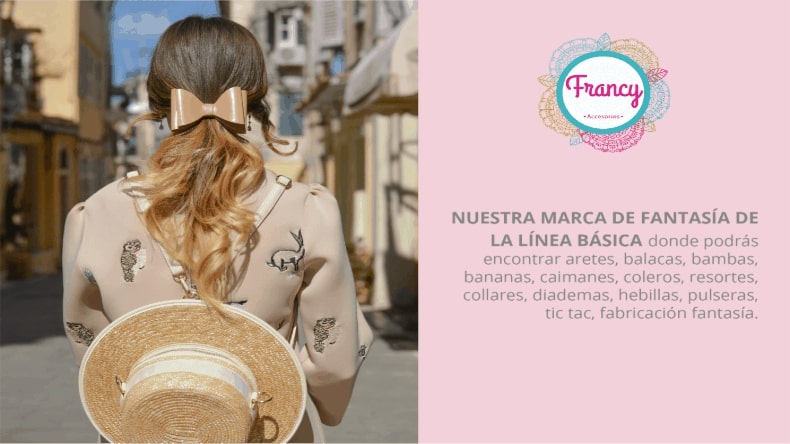 Francy
•Accesorios•
NUESTRA MARCA DE FANTASÍA DE
LA LÍNEA BÁSICA donde podrás
encontrar aretes, balacas, bambas,
bananas, caimanes, coleros, resortes,
collares, diademas, hebillas, pulseras,
tic tac, fabricación fantasía.